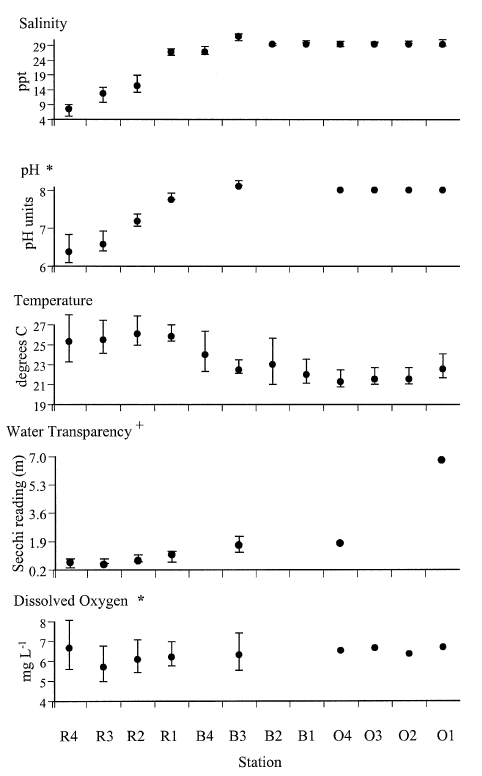 Salinity
ppt
29
24
19
14
9
4
pH *
pH units
8
7
6
Temperature
degrees C
27
25
23
21
19
Water Transparency +
Secchi reading (m)
7.0
5.3
3.6
1.9
0.2
Dissolved Oxygen *
mg L-1
8
7
6
5
4
R4 R3 R2 R1 B4 B3 B2 B1 O4 O3 O2 O1
Station